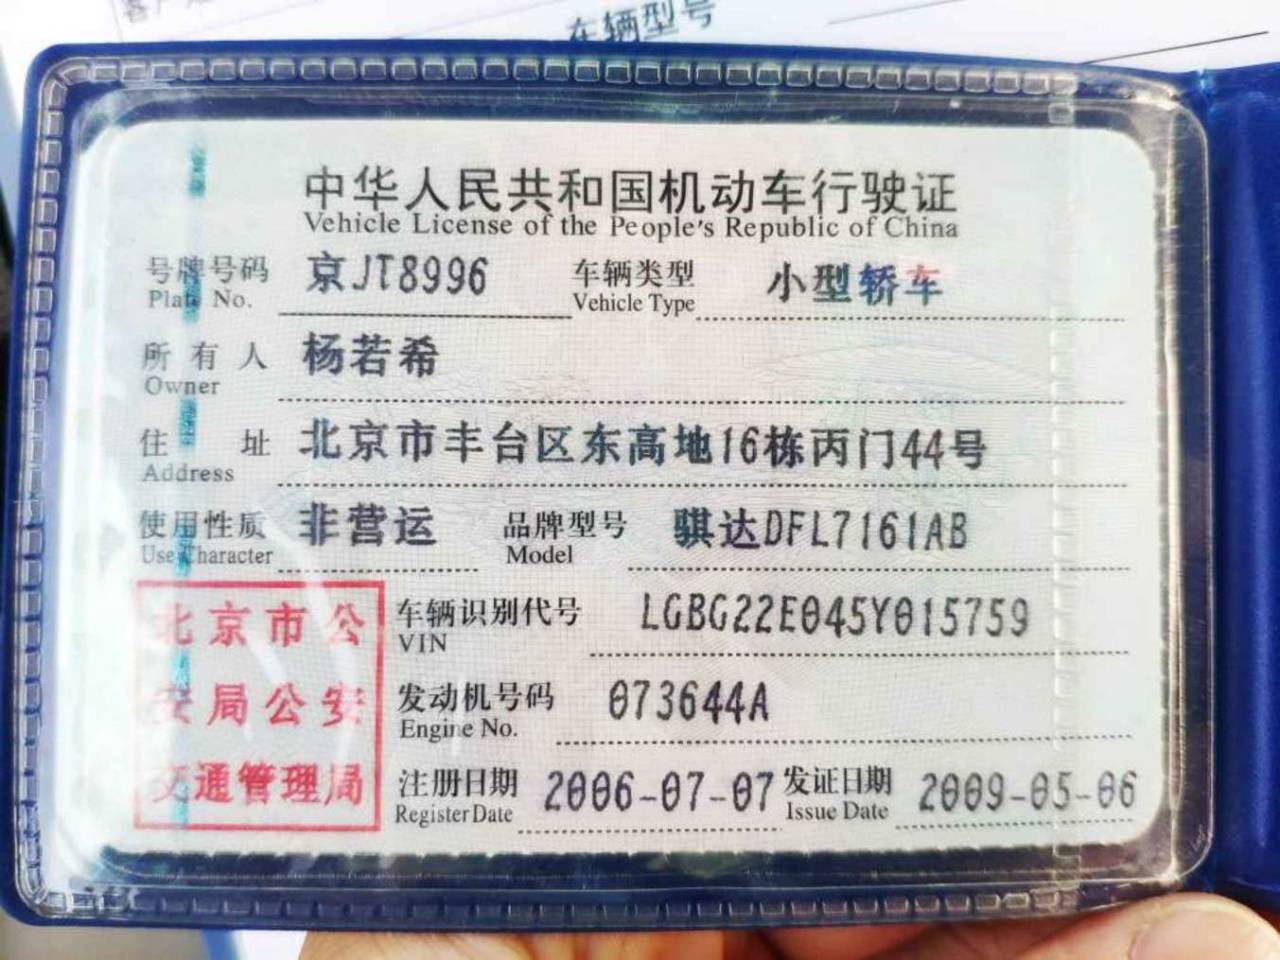 车辆型号
中华人民共和国机动车行驶证
Vehicle License of the People's Republic of China
号牌号码 京JT8996 车辆类型 小型轿车
Plate No. Vehicle Type
所有人 杨若希
Owner
住址 北京市丰台区东高地16栋丙门44号
Address
使用性质 非营运 品牌型号 骐达DFL7161AB
Use Character Model
北京市公
安局公安
交通管理局
车辆识别代号 LGBG22E045Y015759
VIN
发动机号码 073644A
Engine No.
注册日期 2006-07-07 发证日期 2009-05-06
Register Date Issue Date